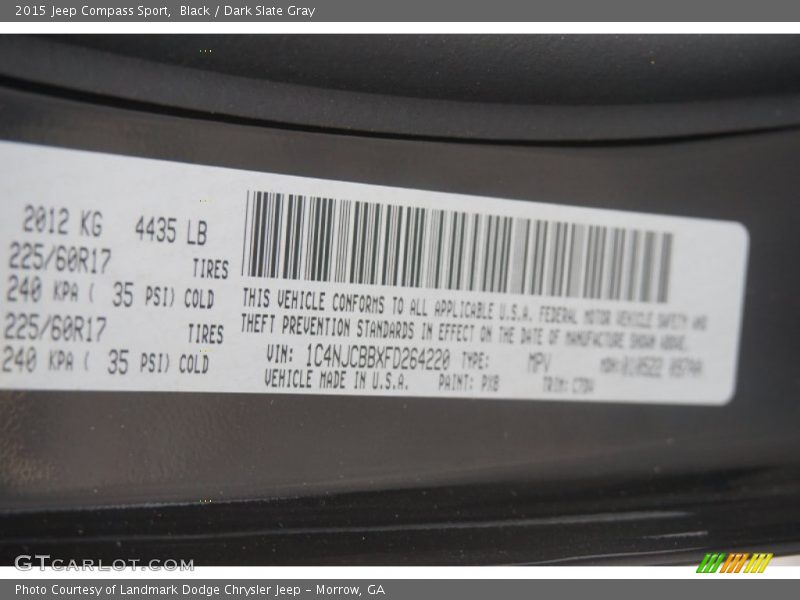 2015 Jeep Compass Sport, Black / Dark Slate Gray
2012 KG 4435 LB
225/60R17 TIRES
240 KPA ( 35 PSI) COLD
225/60R17 TIRES
240 KPA ( 35 PSI) COLD
THIS VEHICLE CONFORMS TO ALL APPLICABLE U.S.A. FEDERAL MOTOR VEHICLE SAFETY AND
THEFT PREVENTION STANDARDS IN EFFECT ON THE DATE OF MANUFACTURE SHOWN ABOVE.
VIN: 1C4NJCBBXFD264220 TYPE: MPV MDH:
VEHICLE MADE IN U.S.A. PAINT: PX8 TRIM:
GTCARLOT.COM
Photo Courtesy of Landmark Dodge Chrysler Jeep – Morrow, GA